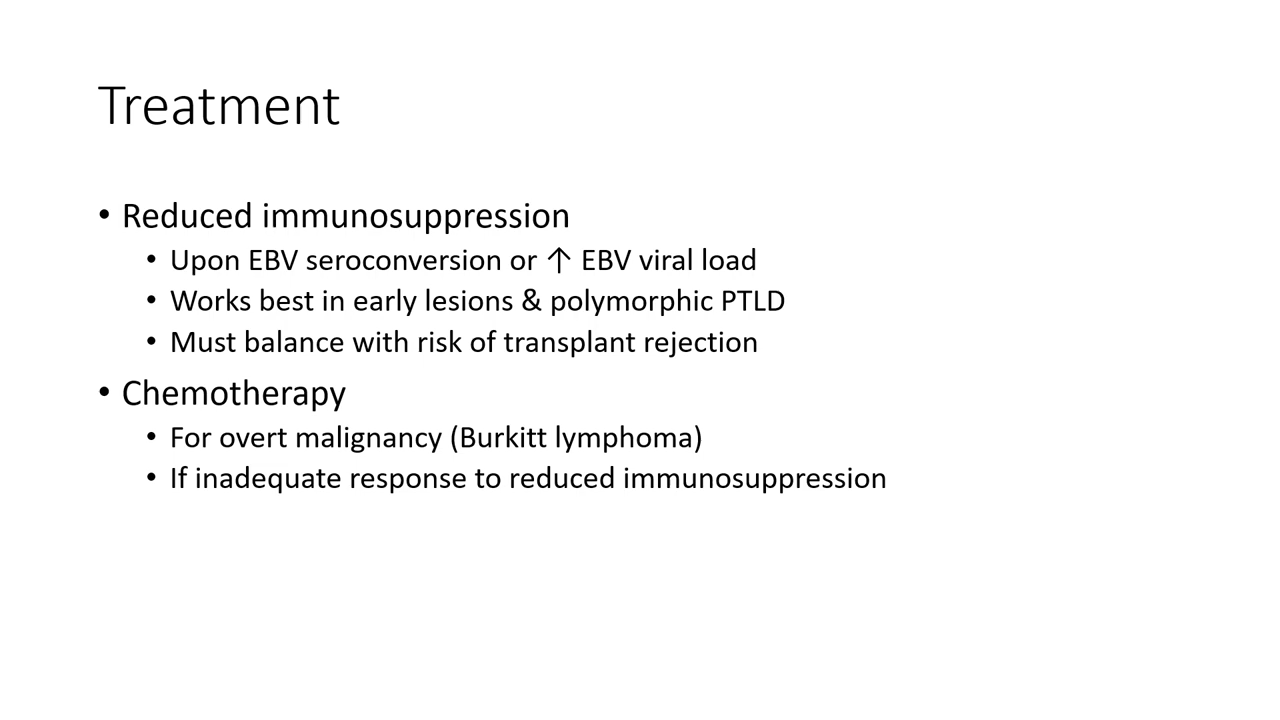 Treatment
• Reduced immunosuppression
• Upon EBV seroconversion or ↑ EBV viral load
• Works best in early lesions & polymorphic PTLD
• Must balance with risk of transplant rejection
• Chemotherapy
• For overt malignancy (Burkitt lymphoma)
• If inadequate response to reduced immunosuppression